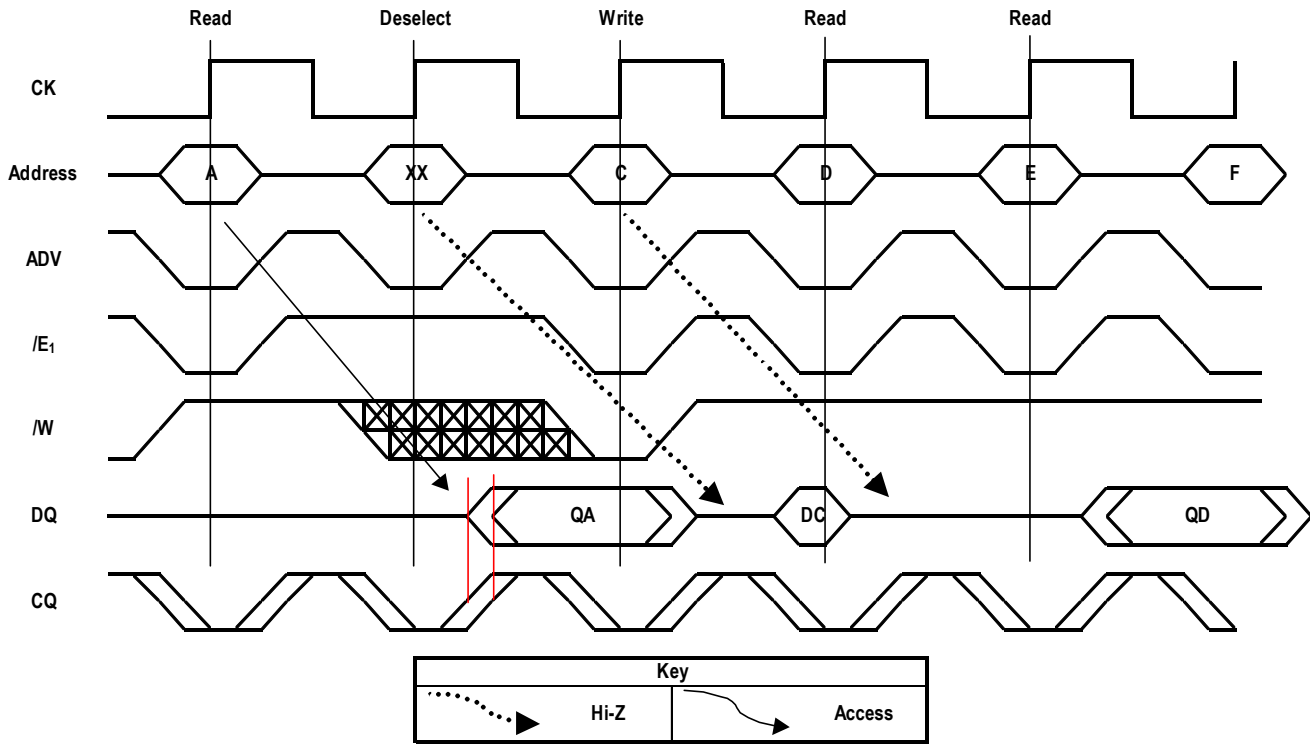 Read Deselect Write Read Read
CK
Address A XX C D E F
ADV
/E1
/W
DQ QA DC QD
CQ
Key
Hi-Z Access